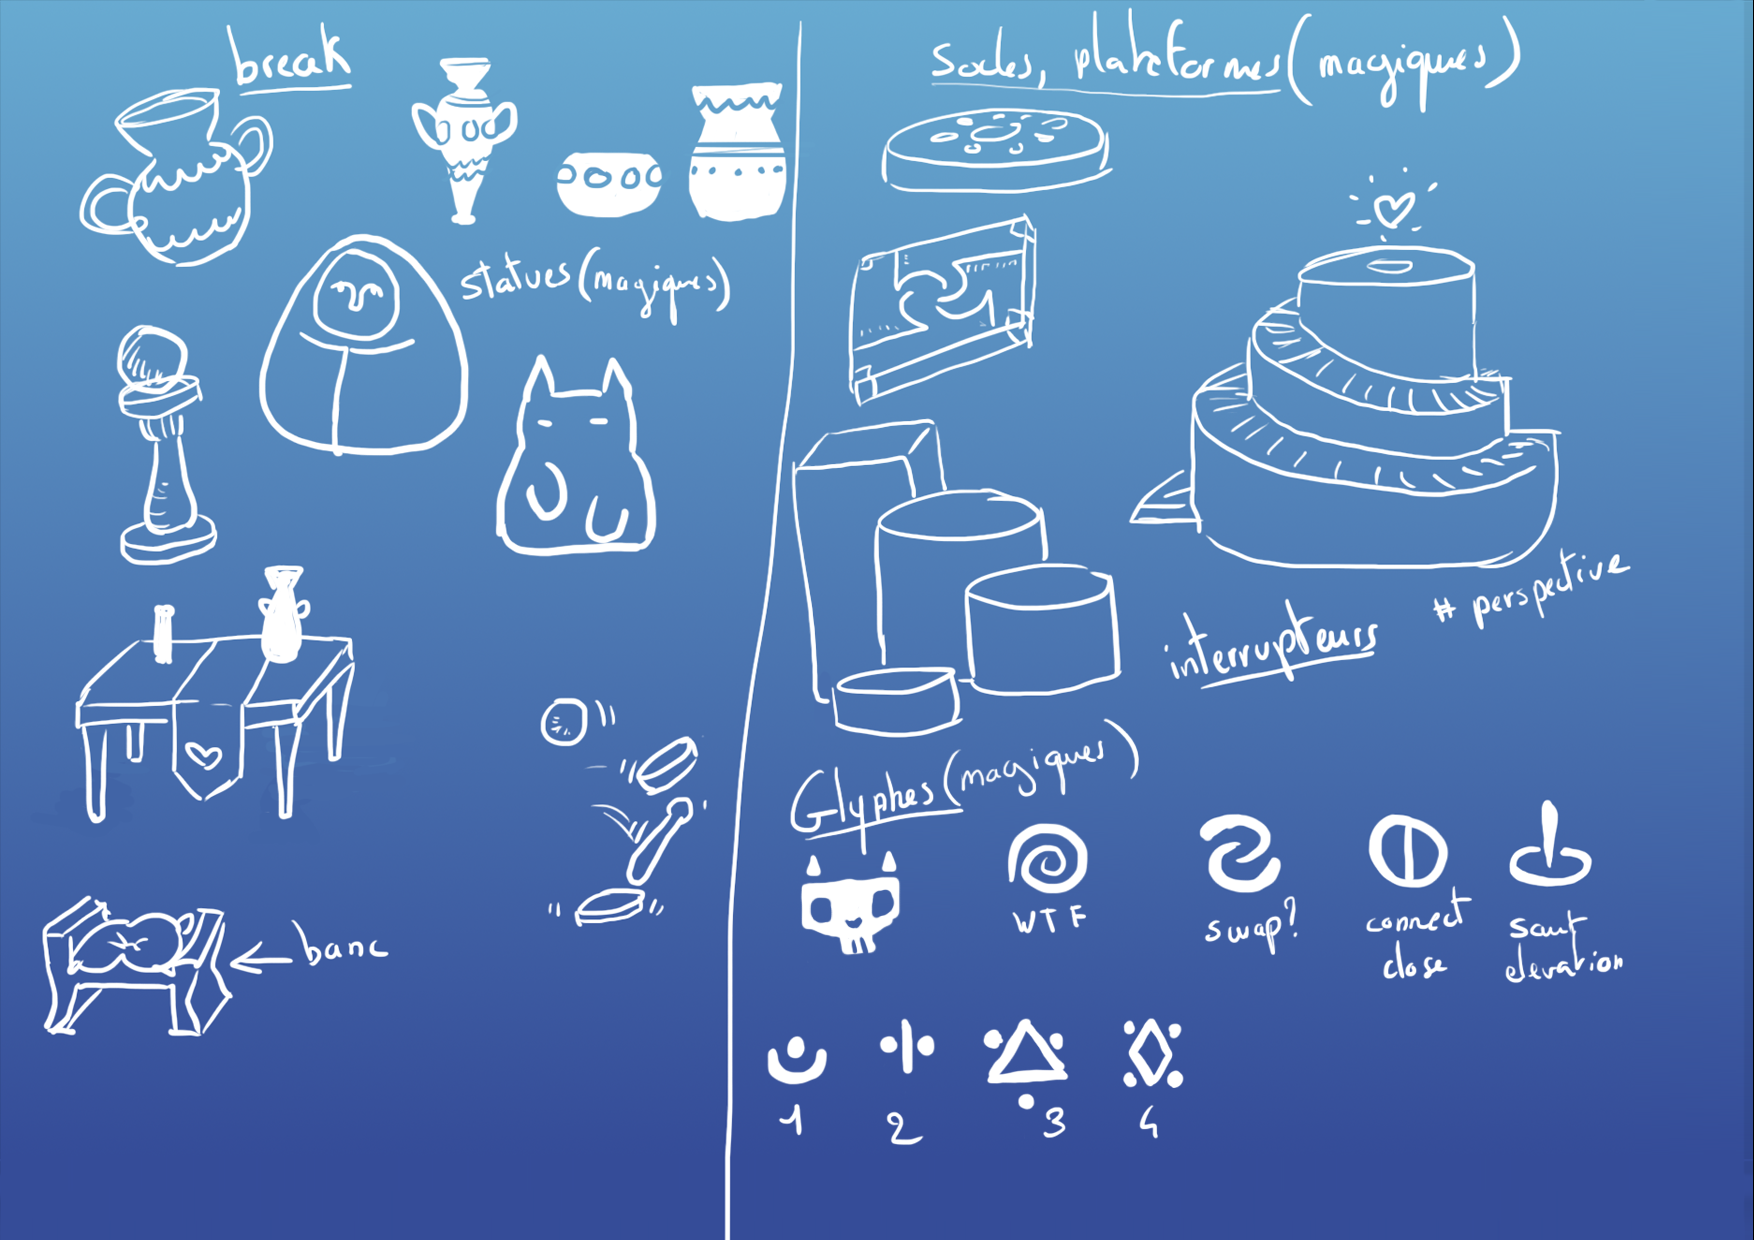 break
statues (magiques)
banc
Socles, plateformes (magiques)
# perspective
interrupteurs
Glyphes (magiques)
WTF
swap?
connect
close
saut
elevation
1
2
3
4